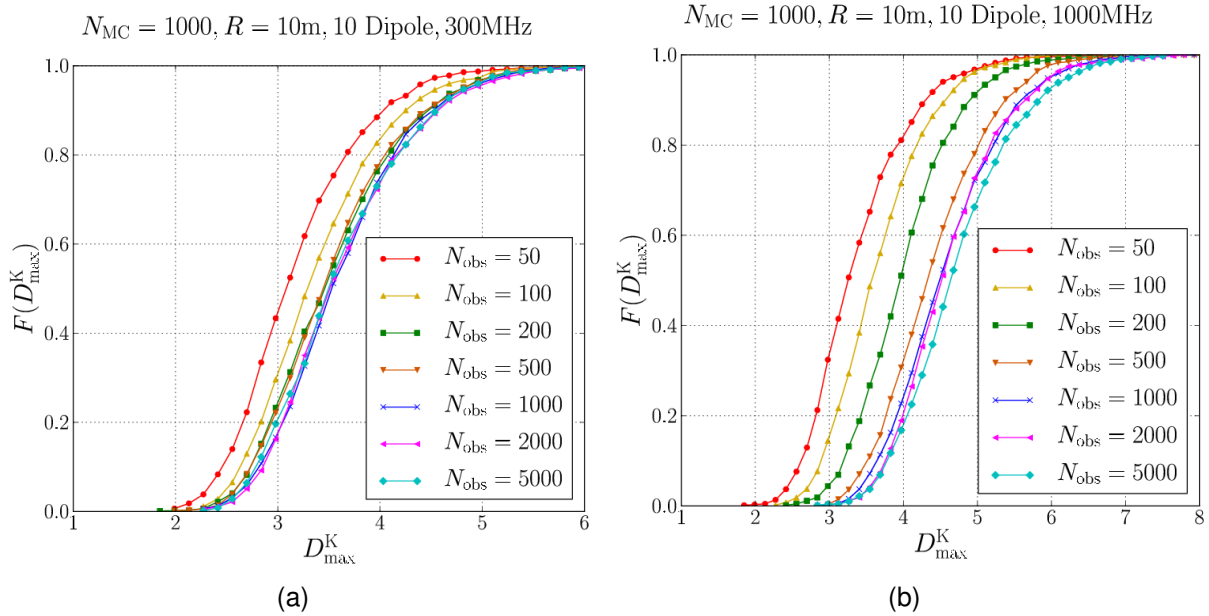 N_MC = 1000, R = 10m, 10 Dipole, 300MHz
1.0
0.8
0.6
0.4
0.2
0.0
F(D^K_max)
1 2 3 4 5 6
D^K_max
N_obs = 50
N_obs = 100
N_obs = 200
N_obs = 500
N_obs = 1000
N_obs = 2000
N_obs = 5000
(a)
N_MC = 1000, R = 10m, 10 Dipole, 1000MHz
1.0
0.8
0.6
0.4
0.2
0.0
F(D^K_max)
1 2 3 4 5 6 7 8
D^K_max
N_obs = 50
N_obs = 100
N_obs = 200
N_obs = 500
N_obs = 1000
N_obs = 2000
N_obs = 5000
(b)